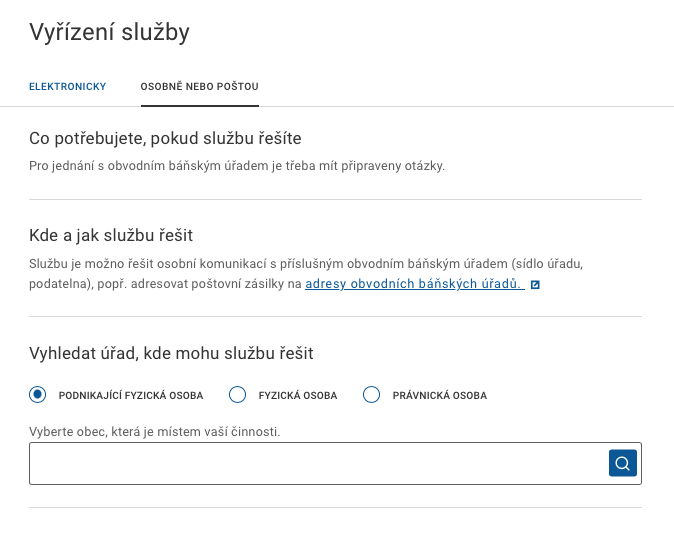 Vyřízení služby
ELEKTRONICKY
OSOBNĚ NEBO POŠTOU
Co potřebujete, pokud službu řešíte
Pro jednání s obvodním báňským úřadem je třeba mít připraveny otázky.
Kde a jak službu řešit
Službu je možno řešit osobní komunikací s příslušným obvodním báňským úřadem (sídlo úřadu,
podatelna), popř. adresovat poštovní zásilky na adresy obvodních báňských úřadů.
Vyhledat úřad, kde mohu službu řešit
PODNIKAJÍCÍ FYZICKÁ OSOBA
FYZICKÁ OSOBA
PRÁVNICKÁ OSOBA
Vyberte obec, která je místem vaší činnosti.